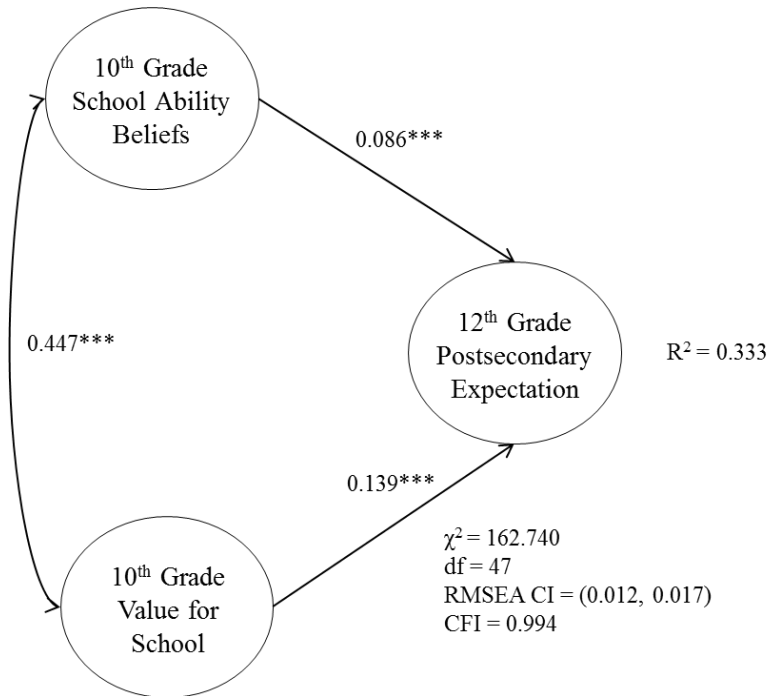 10th Grade
School Ability
Beliefs
0.086***
0.447***
12th Grade
Postsecondary
Expectation
R² = 0.333
0.139***
10th Grade
Value for
School
χ² = 162.740
df = 47
RMSEA CI = (0.012, 0.017)
CFI = 0.994